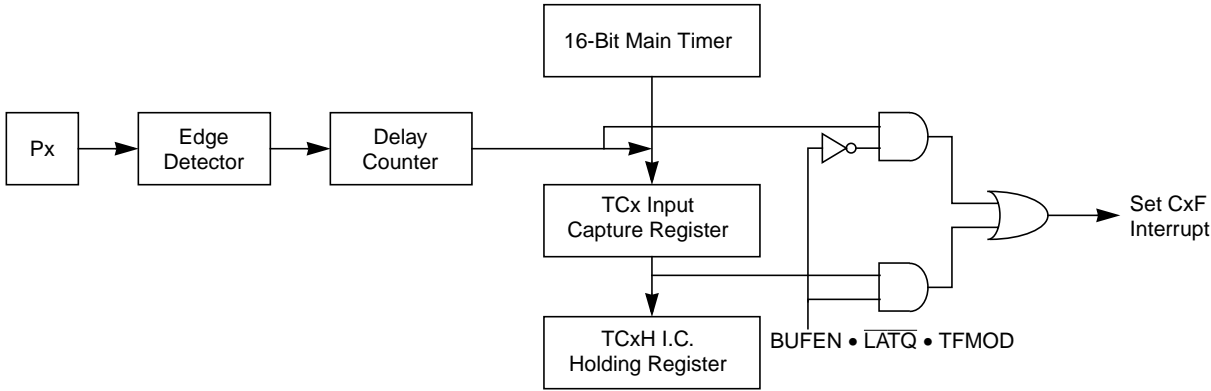 16-Bit Main Timer
Px
Edge
Detector
Delay
Counter
TCx Input
Capture Register
Set CxF
Interrupt
TCxH I.C.
Holding Register
BUFEN • L̅A̅T̅Q̅ • TFMOD